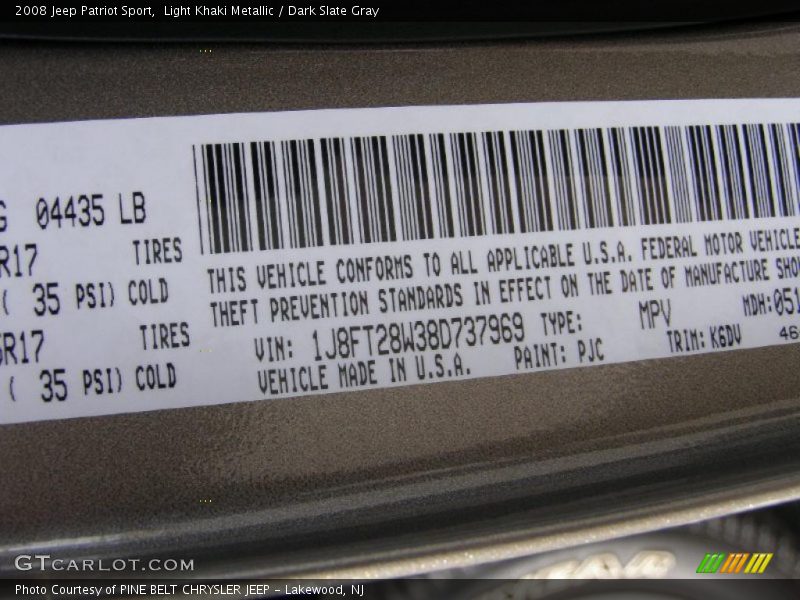 2008 Jeep Patriot Sport,  Light Khaki Metallic / Dark Slate Gray
G 04435 LB
R17 TIRES
( 35 PSI) COLD
5R17 TIRES
( 35 PSI) COLD
THIS VEHICLE CONFORMS TO ALL APPLICABLE U.S.A. FEDERAL MOTOR VEHICLE
THEFT PREVENTION STANDARDS IN EFFECT ON THE DATE OF MANUFACTURE SHO
VIN: 1J8FT28W38D737969 TYPE: MPV MDH:051
VEHICLE MADE IN U.S.A. PAINT: PJC TRIM: K6DV 46
GTCARLOT.COM
Photo Courtesy of PINE BELT CHRYSLER JEEP - Lakewood, NJ